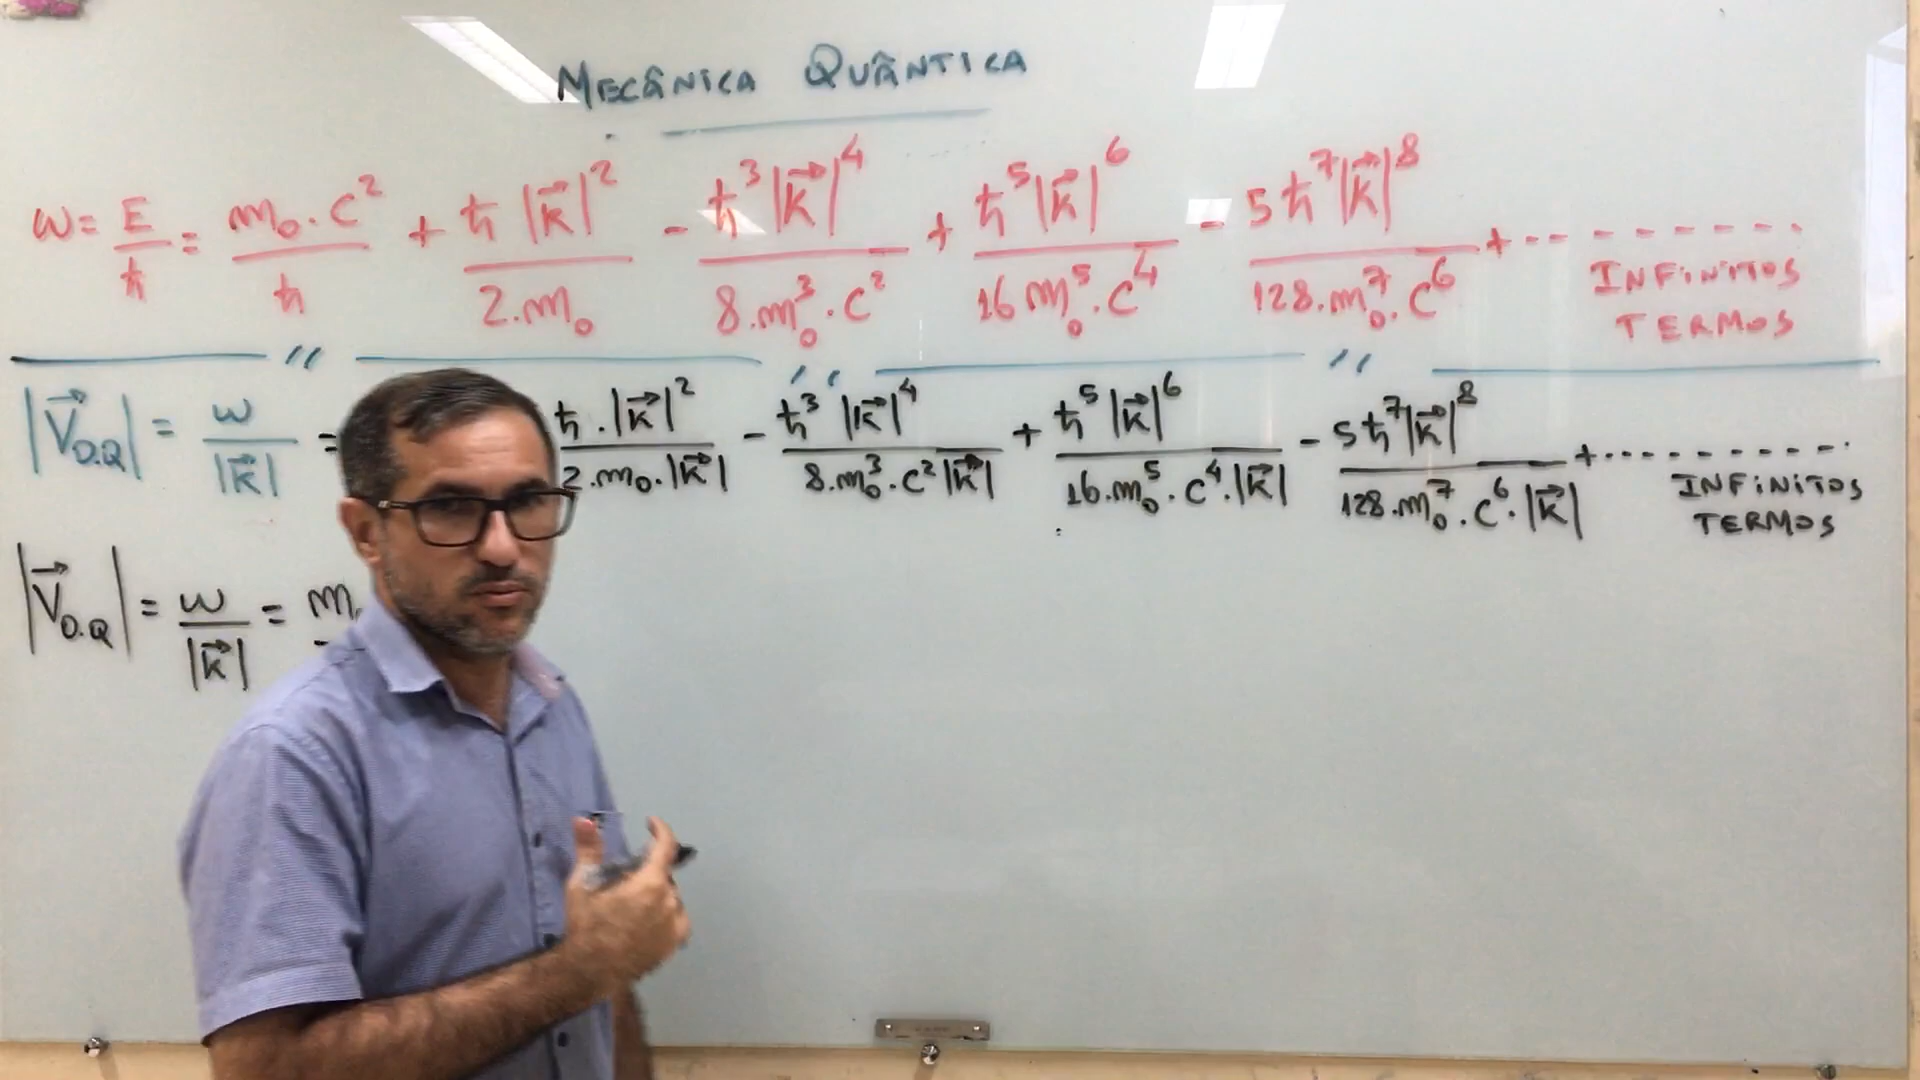 MECÂNICA QUÂNTICA
ω = E/ħ = m₀.c²/ħ + ħ|k⃗|²/2.m₀ - ħ³|k⃗|⁴/8.m₀³.c² + ħ⁵|k⃗|⁶/16m₀⁵.c⁴ - 5ħ⁷|k⃗|⁸/128.m₀⁷.c⁶ + ---------
INFINITOS
TERMOS
|V⃗O.Q| = ω/|k⃗| = ħ.|k⃗|²/2.m₀.|k⃗| - ħ³|k⃗|⁴/8.m₀³.c²|k⃗| + ħ⁵|k⃗|⁶/16.m₀⁵.c⁴.|k⃗| - 5ħ⁷|k⃗|⁸/128.m₀⁷.c⁶.|k⃗| + ---------
INFINITOS
TERMOS
|V⃗O.Q| = ω/|k⃗| = m